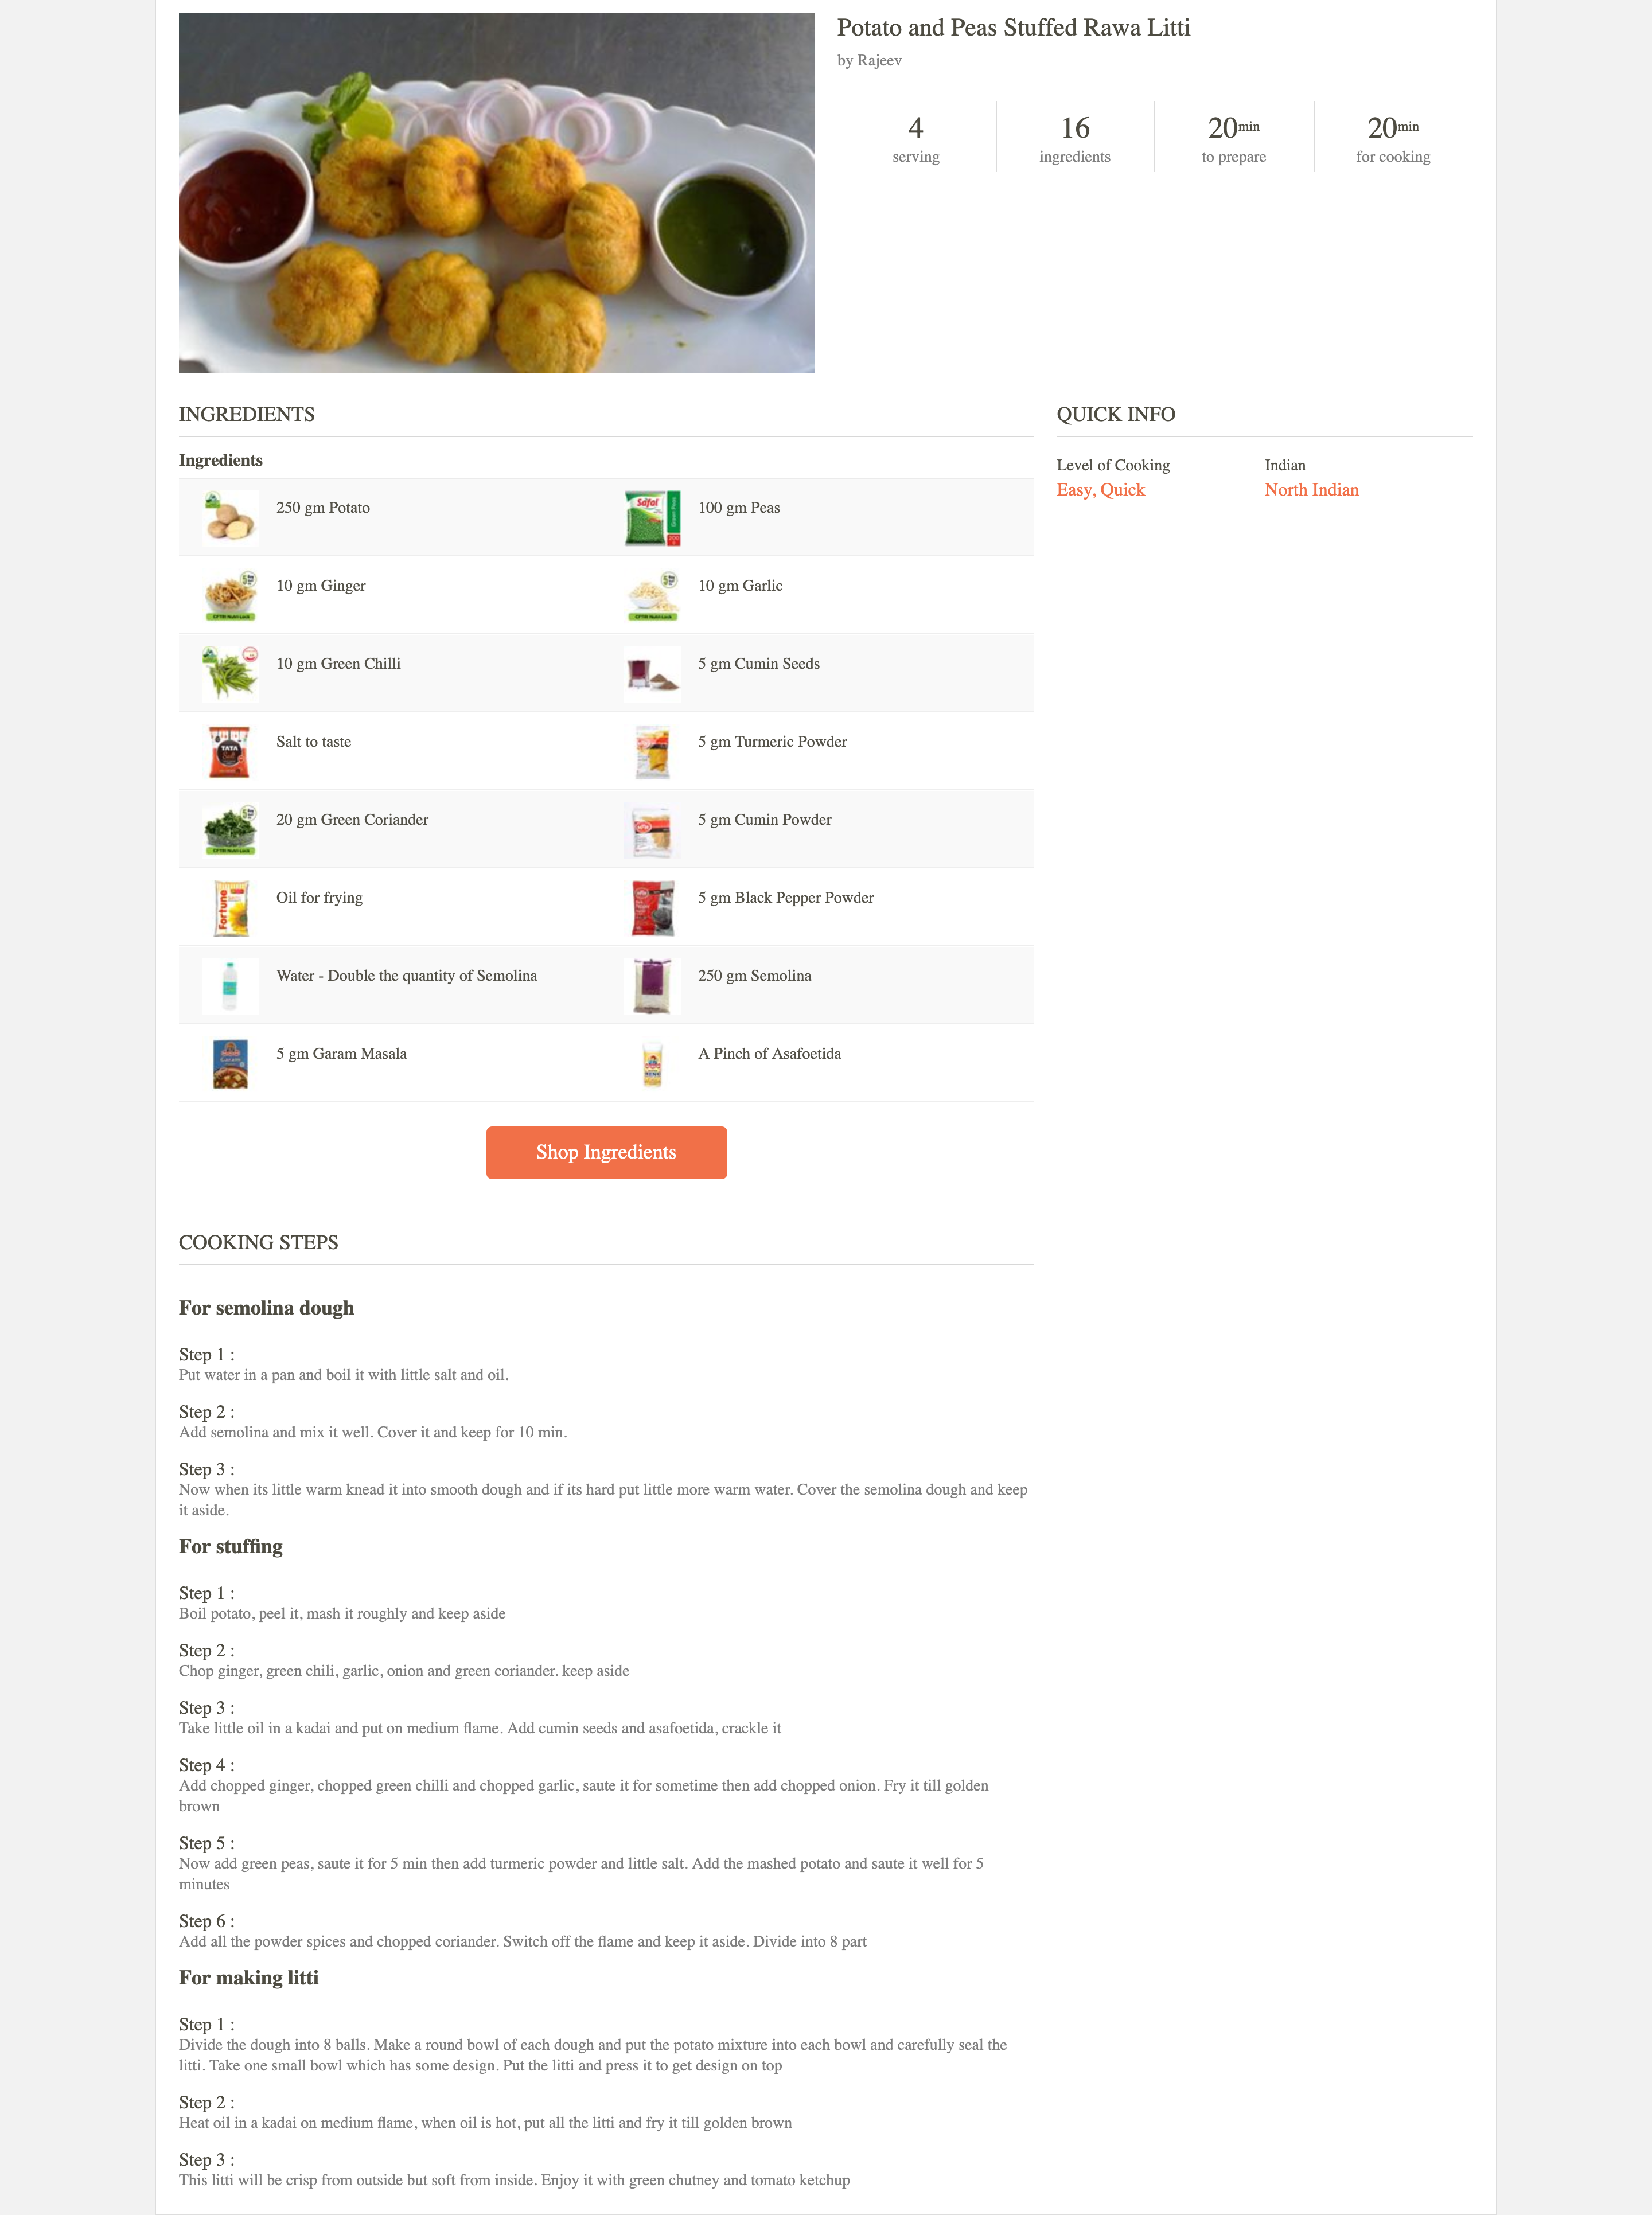 Potato and Peas Stuffed Rawa Litti
by Rajeev
4
serving
16
ingredients
20min
to prepare
20min
for cooking
INGREDIENTS
Ingredients
250 gm Potato
Safal
100 gm Peas
10 gm Ginger
10 gm Garlic
10 gm Green Chilli
5 gm Cumin Seeds
TATA
Salt to taste
5 gm Turmeric Powder
20 gm Green Coriander
5 gm Cumin Powder
Fortune
Oil for frying
5 gm Black Pepper Powder
Water - Double the quantity of Semolina
250 gm Semolina
5 gm Garam Masala
A Pinch of Asafoetida
Shop Ingredients
QUICK INFO
Level of Cooking
Easy, Quick
Indian
North Indian
COOKING STEPS
For semolina dough
Step 1 :
Put water in a pan and boil it with little salt and oil.
Step 2 :
Add semolina and mix it well. Cover it and keep for 10 min.
Step 3 :
Now when its little warm knead it into smooth dough and if its hard put little more warm water. Cover the semolina dough and keep
it aside.
For stuffing
Step 1 :
Boil potato, peel it, mash it roughly and keep aside
Step 2 :
Chop ginger, green chili, garlic, onion and green coriander. keep aside
Step 3 :
Take little oil in a kadai and put on medium flame. Add cumin seeds and asafoetida, crackle it
Step 4 :
Add chopped ginger, chopped green chilli and chopped garlic, saute it for sometime then add chopped onion. Fry it till golden
brown
Step 5 :
Now add green peas, saute it for 5 min then add turmeric powder and little salt. Add the mashed potato and saute it well for 5
minutes
Step 6 :
Add all the powder spices and chopped coriander. Switch off the flame and keep it aside. Divide into 8 part
For making litti
Step 1 :
Divide the dough into 8 balls. Make a round bowl of each dough and put the potato mixture into each bowl and carefully seal the
litti. Take one small bowl which has some design. Put the litti and press it to get design on top
Step 2 :
Heat oil in a kadai on medium flame, when oil is hot, put all the litti and fry it till golden brown
Step 3 :
This litti will be crisp from outside but soft from inside. Enjoy it with green chutney and tomato ketchup